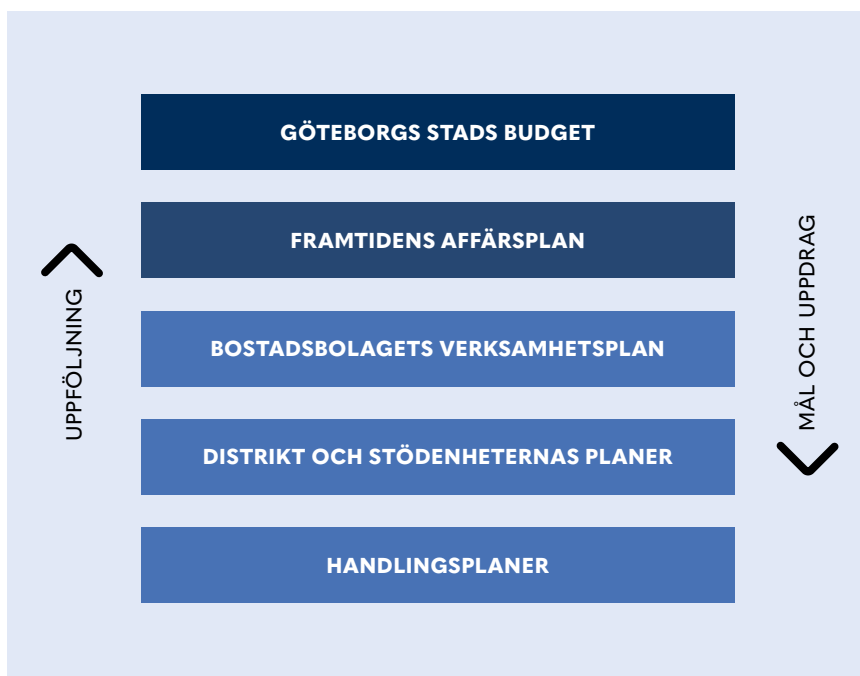 GÖTEBORGS STADS BUDGET
FRAMTIDENS AFFÄRSPLAN
BOSTADSBOLAGETS VERKSAMHETSPLAN
DISTRIKT OCH STÖDENHETERNAS PLANER
HANDLINGSPLANER
UPPFÖLJNING
MÅL OCH UPPDRAG